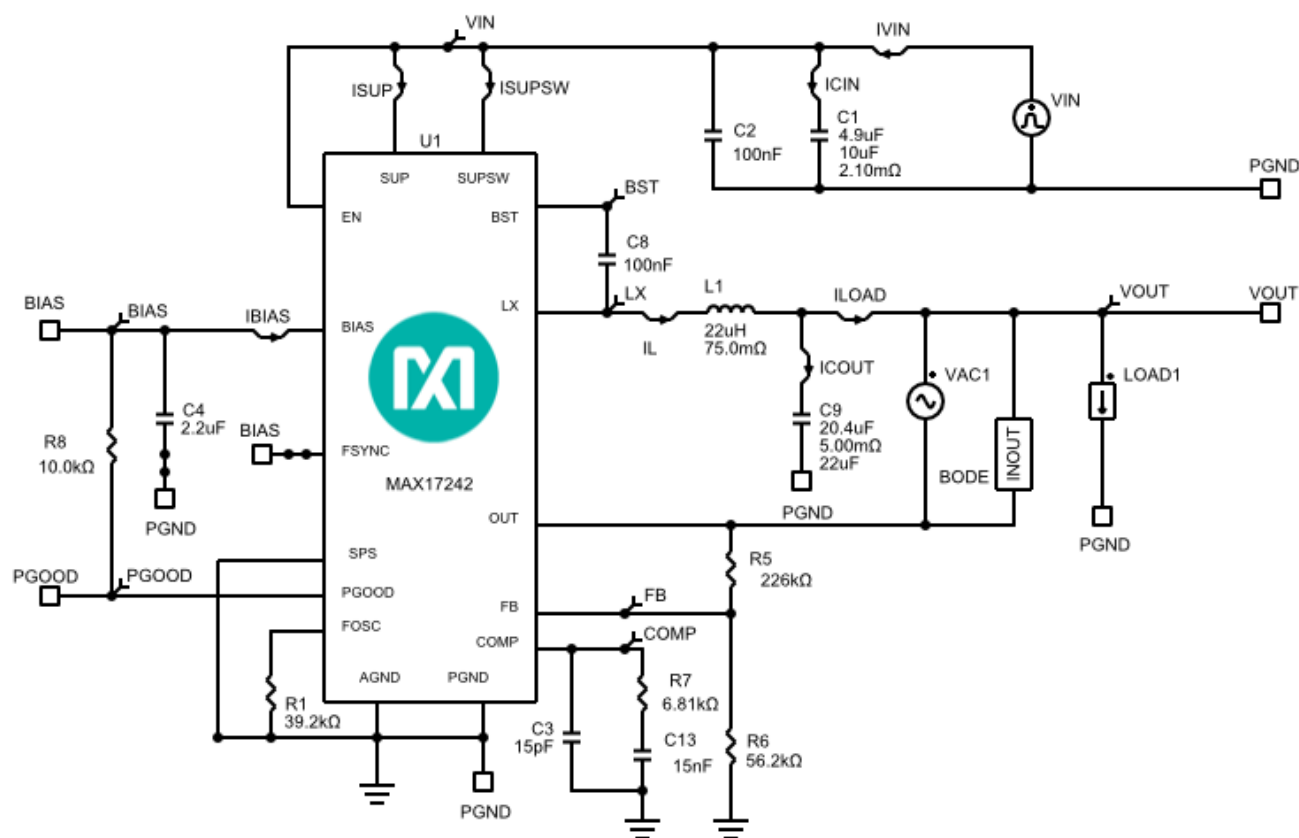 VIN
IVIN
ISUP
ISUPSW
ICIN
VIN
U1
C2
100nF
C1
4.9uF
10uF
2.10mΩ
PGND
SUP
SUPSW
EN
BST
BST
C8
100nF
BIAS
BIAS
IBIAS
BIAS
LX
LX
IL
L1
22uH
75.0mΩ
ILOAD
VOUT
VOUT
ICOUT
VAC1
LOAD1
C4
2.2uF
R8
10.0kΩ
BIAS
FSYNC
MAX17242
C9
20.4uF
5.00mΩ
22uF
BODE
INOUT
PGND
PGND
PGND
OUT
SPS
R5
226kΩ
PGOOD
PGOOD
PGOOD
FB
FB
FOSC
COMP
COMP
AGND
PGND
R1
39.2kΩ
R7
6.81kΩ
C3
15pF
C13
15nF
R6
56.2kΩ
PGND